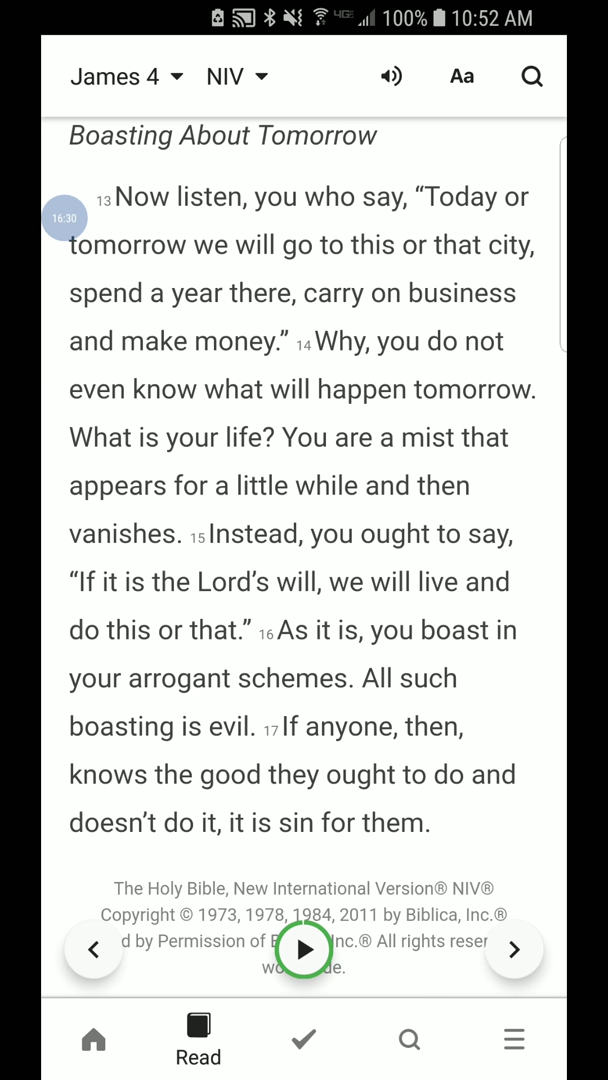 4GE 100% 10:52 AM
James 4 NIV Aa
Boasting About Tomorrow
13 Now listen, you who say, “Today or
16:30
tomorrow we will go to this or that city,
spend a year there, carry on business
and make money.” 14 Why, you do not
even know what will happen tomorrow.
What is your life? You are a mist that
appears for a little while and then
vanishes. 15 Instead, you ought to say,
“If it is the Lord’s will, we will live and
do this or that.” 16 As it is, you boast in
your arrogant schemes. All such
boasting is evil. 17 If anyone, then,
knows the good they ought to do and
doesn’t do it, it is sin for them.
The Holy Bible, New International Version® NIV®
Copyright © 1973, 1978, 1984, 2011 by Biblica, Inc.®
by Permission of Inc.® All rights
Read